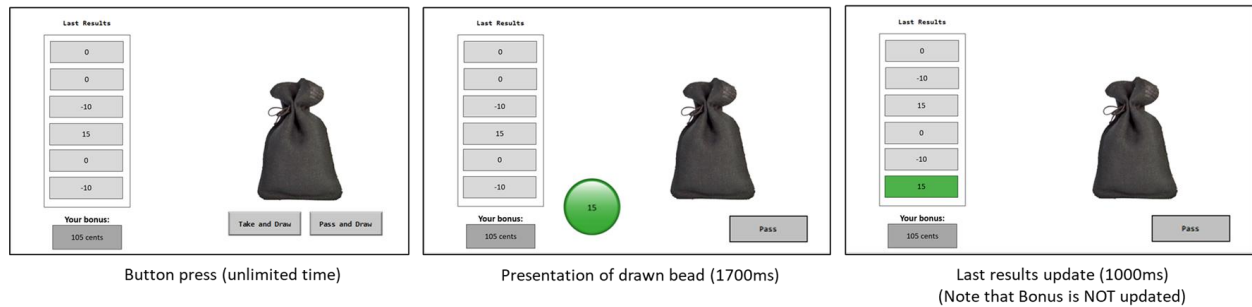 Last Results
0
0
-10
15
0
-10
Your bonus:
105 cents
Take and Draw
Pass and Draw
Button press (unlimited time)
Last Results
0
0
-10
15
0
-10
15
Your bonus:
105 cents
Pass
Presentation of drawn bead (1700ms)
Last Results
0
-10
15
0
-10
15
Your bonus:
105 cents
Pass
Last results update (1000ms)
(Note that Bonus is NOT updated)